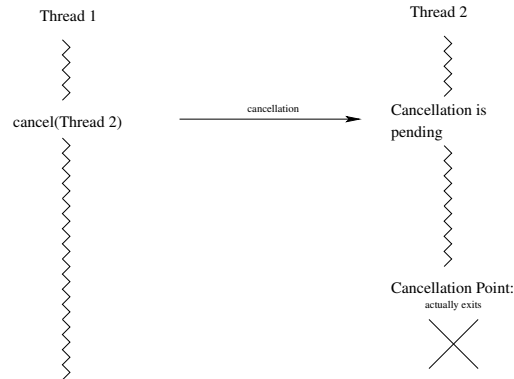 Thread 1
Thread 2
cancel(Thread 2)
cancellation
Cancellation is
pending
Cancellation Point:
actually exits